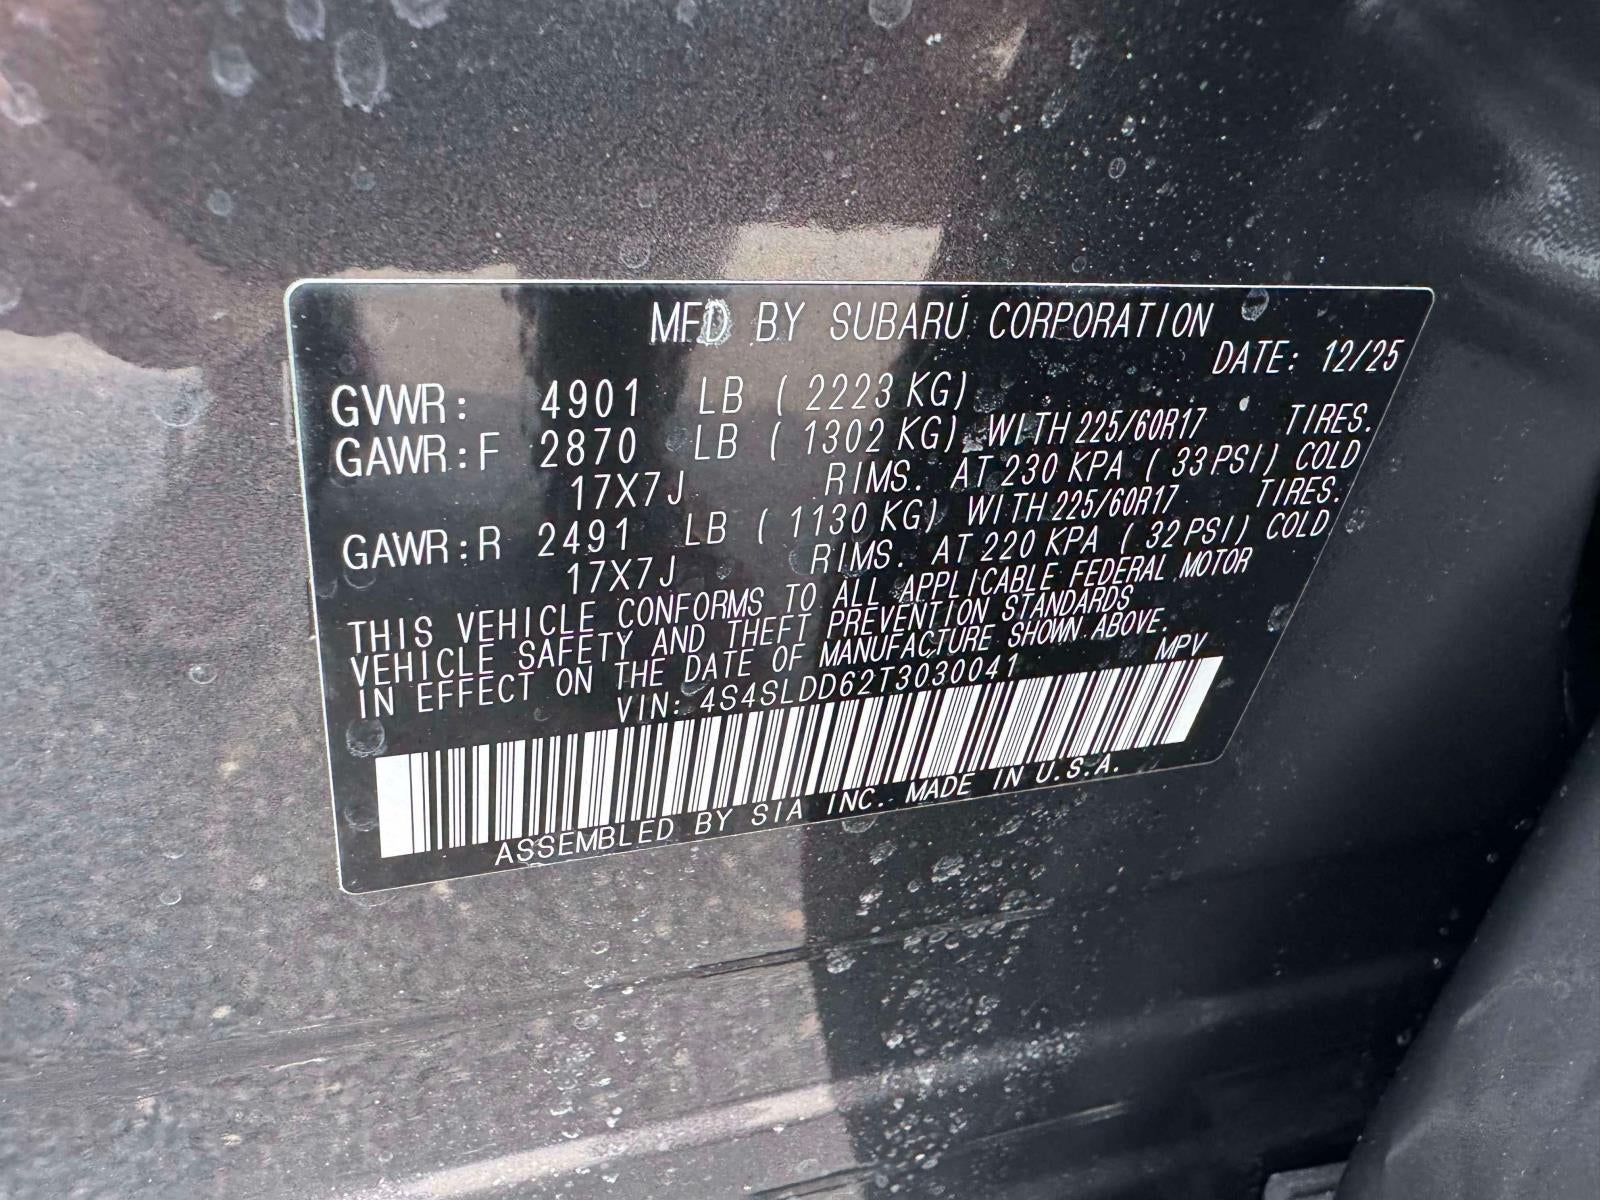 MFD BY SUBARU CORPORATION
DATE: 12/25
GVWR: 4901 LB ( 2223 KG)
GAWR:F 2870 LB ( 1302 KG) WITH 225/60R17 TIRES.
17X7J RIMS. AT 230 KPA ( 33 PSI) COLD
GAWR:R 2491 LB ( 1130 KG) WITH 225/60R17 TIRES.
17X7J RIMS. AT 220 KPA ( 32 PSI) COLD
THIS VEHICLE CONFORMS TO ALL APPLICABLE FEDERAL MOTOR
VEHICLE SAFETY AND THEFT PREVENTION STANDARDS
IN EFFECT ON THE DATE OF MANUFACTURE SHOWN ABOVE.
VIN: 4S4SLDD62T3030041 MPV
ASSEMBLED BY SIA INC. MADE IN U.S.A.